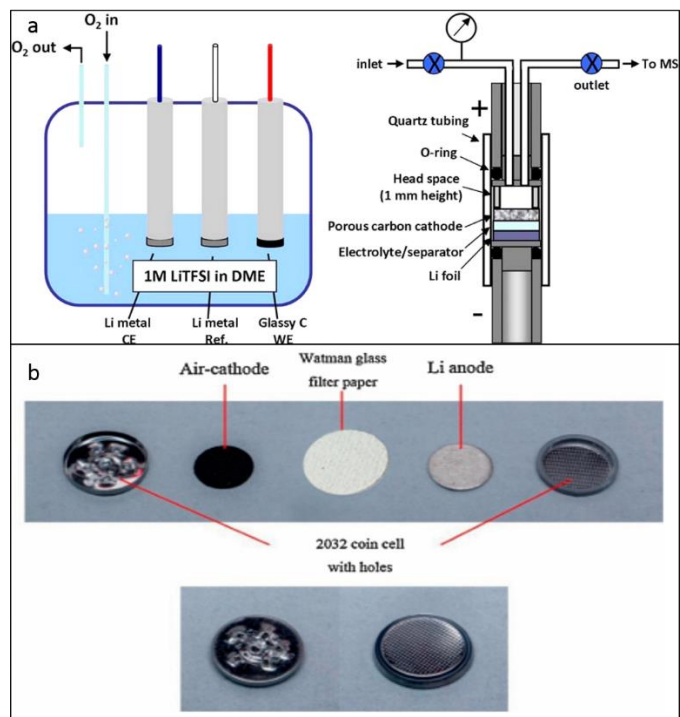 a
O2 in
O2 out
1M LiTFSI in DME
Li metal
CE
Li metal
Ref.
Glassy C
WE
inlet
To MS
outlet
+
Quartz tubing
O-ring
Head space
(1 mm height)
Porous carbon cathode
Electrolyte/separator
Li foil
-
b
Air-cathode
Watman glass
filter paper
Li anode
2032 coin cell
with holes